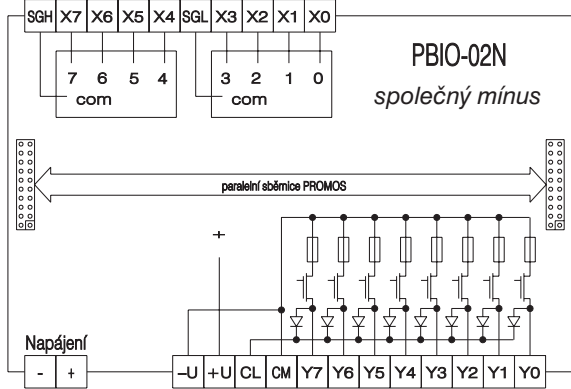 SGH X7 X6 X5 X4 SGL X3 X2 X1 X0
PBIO-02N
7 6 5 4 3 2 1 0
com com
společný mínus
paralelní sběrnice PROMOS
+
Napájení
- + –U +U CL CM Y7 Y6 Y5 Y4 Y3 Y2 Y1 Y0